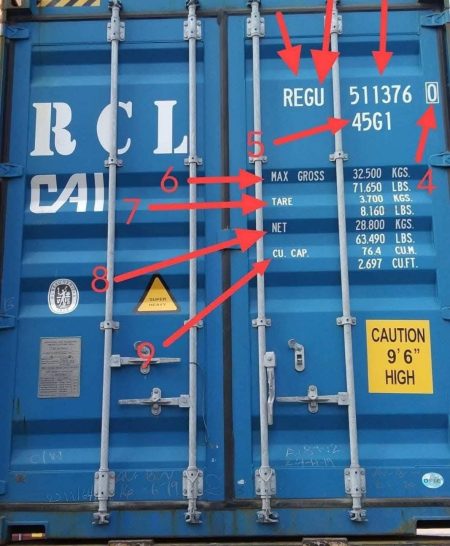 RCL
CAI
REGU 511376 0
45G1
MAX GROSS 32.500 KGS.
71.650 LBS.
TARE 3.700 KGS.
8.160 LBS.
NET 28.800 KGS.
63.490 LBS.
CU. CAP. 76.4 CU.M.
2.697 CU.FT.
4
5
6
7
8
9
SUPER
HEAVY
CAUTION
9' 6"
HIGH